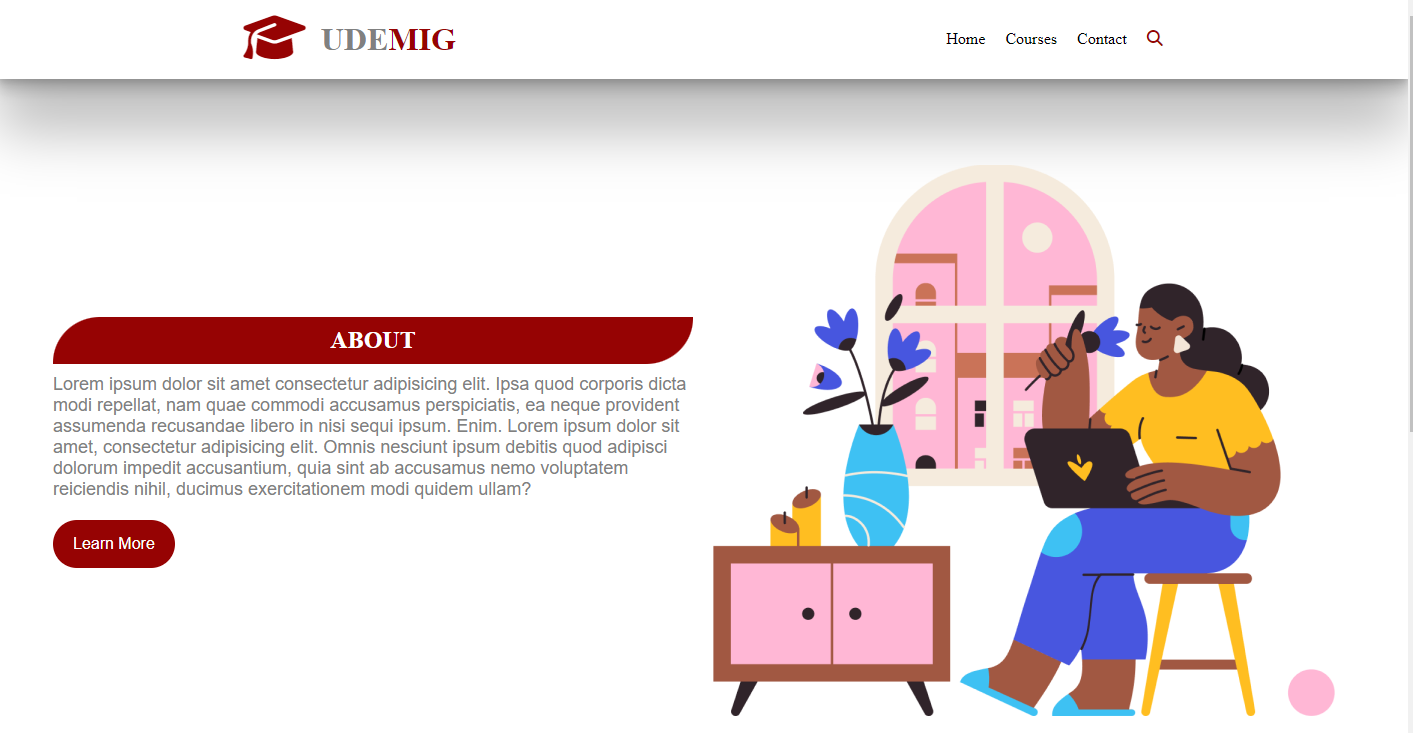 UDEMIG
Home Courses Contact
ABOUT
Lorem ipsum dolor sit amet consectetur adipisicing elit. Ipsa quod corporis dicta
modi repellat, nam quae commodi accusamus perspiciatis, ea neque provident
assumenda recusandae libero in nisi sequi ipsum. Enim. Lorem ipsum dolor sit
amet, consectetur adipisicing elit. Omnis nesciunt ipsum debitis quod adipisci
dolorum impedit accusantium, quia sint ab accusamus nemo voluptatem
reiciendis nihil, ducimus exercitationem modi quidem ullam?
Learn More